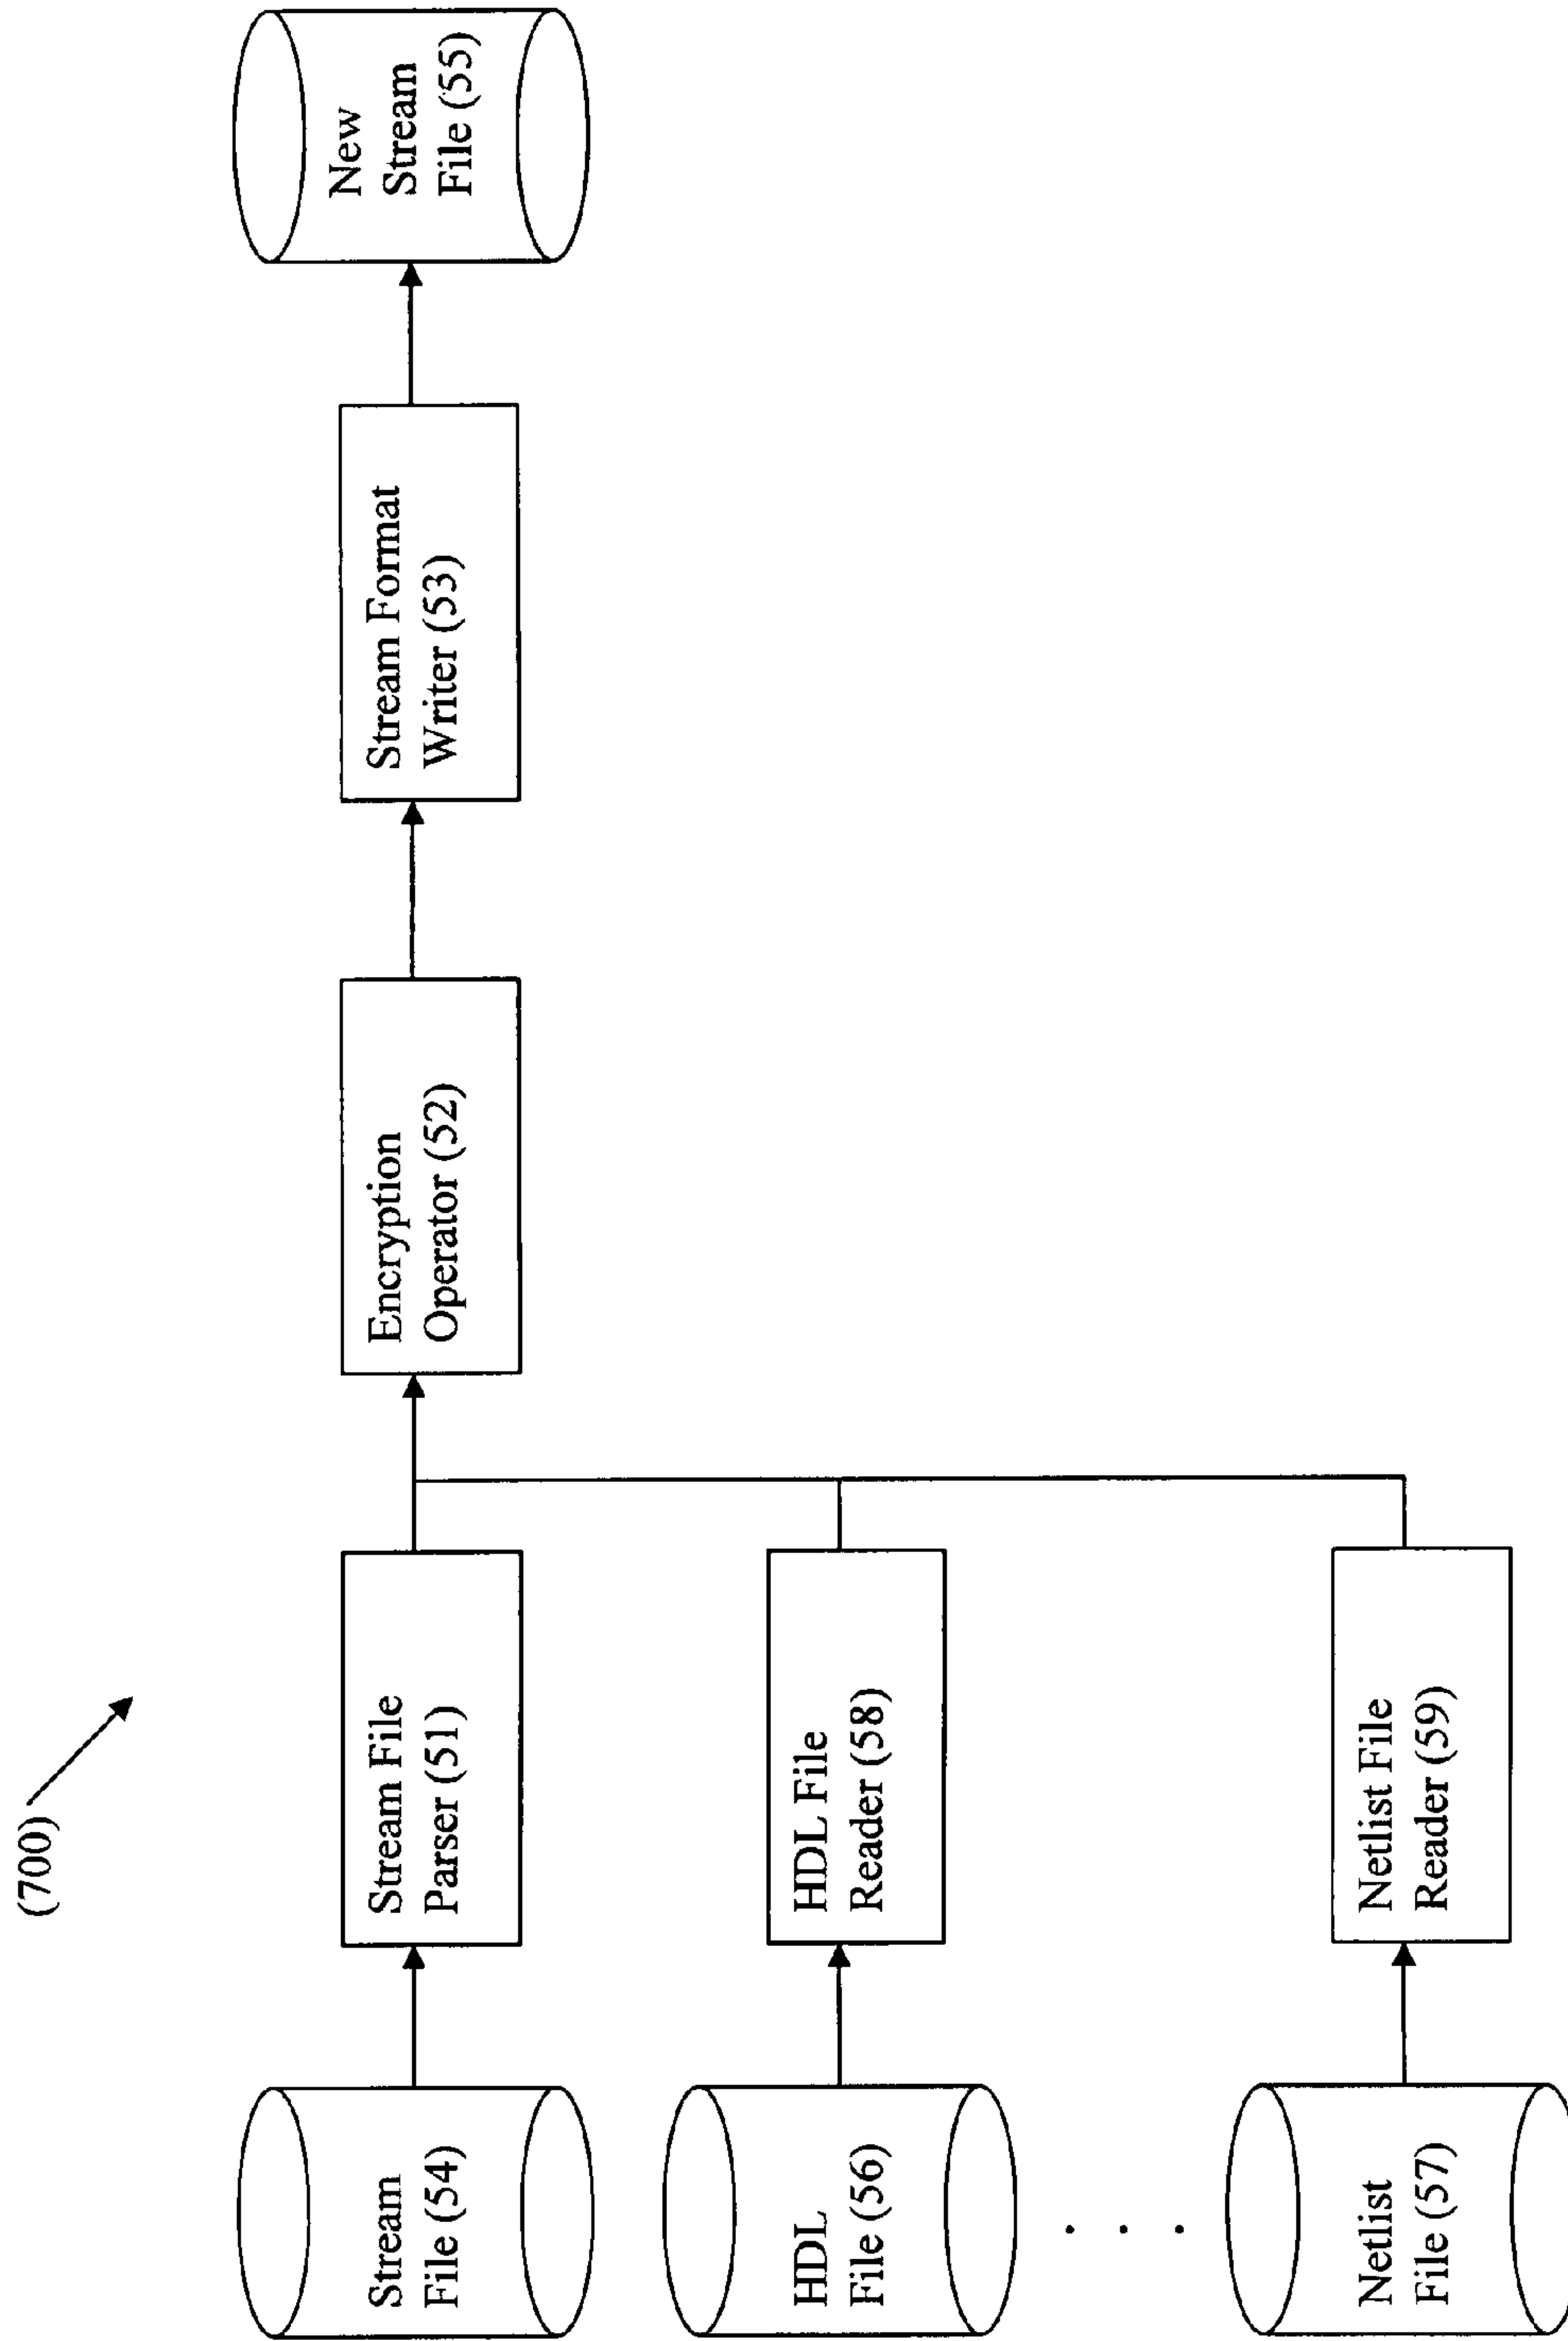 (700)
Stream
File (54)
Stream File
Parser (51)
Encryption
Operator (52)
Stream Format
Writer (53)
New
Stream
File (55)
HDL
File (56)
HDL File
Reader (58)
. . .
Netlist
File (57)
Netlist File
Reader (59)